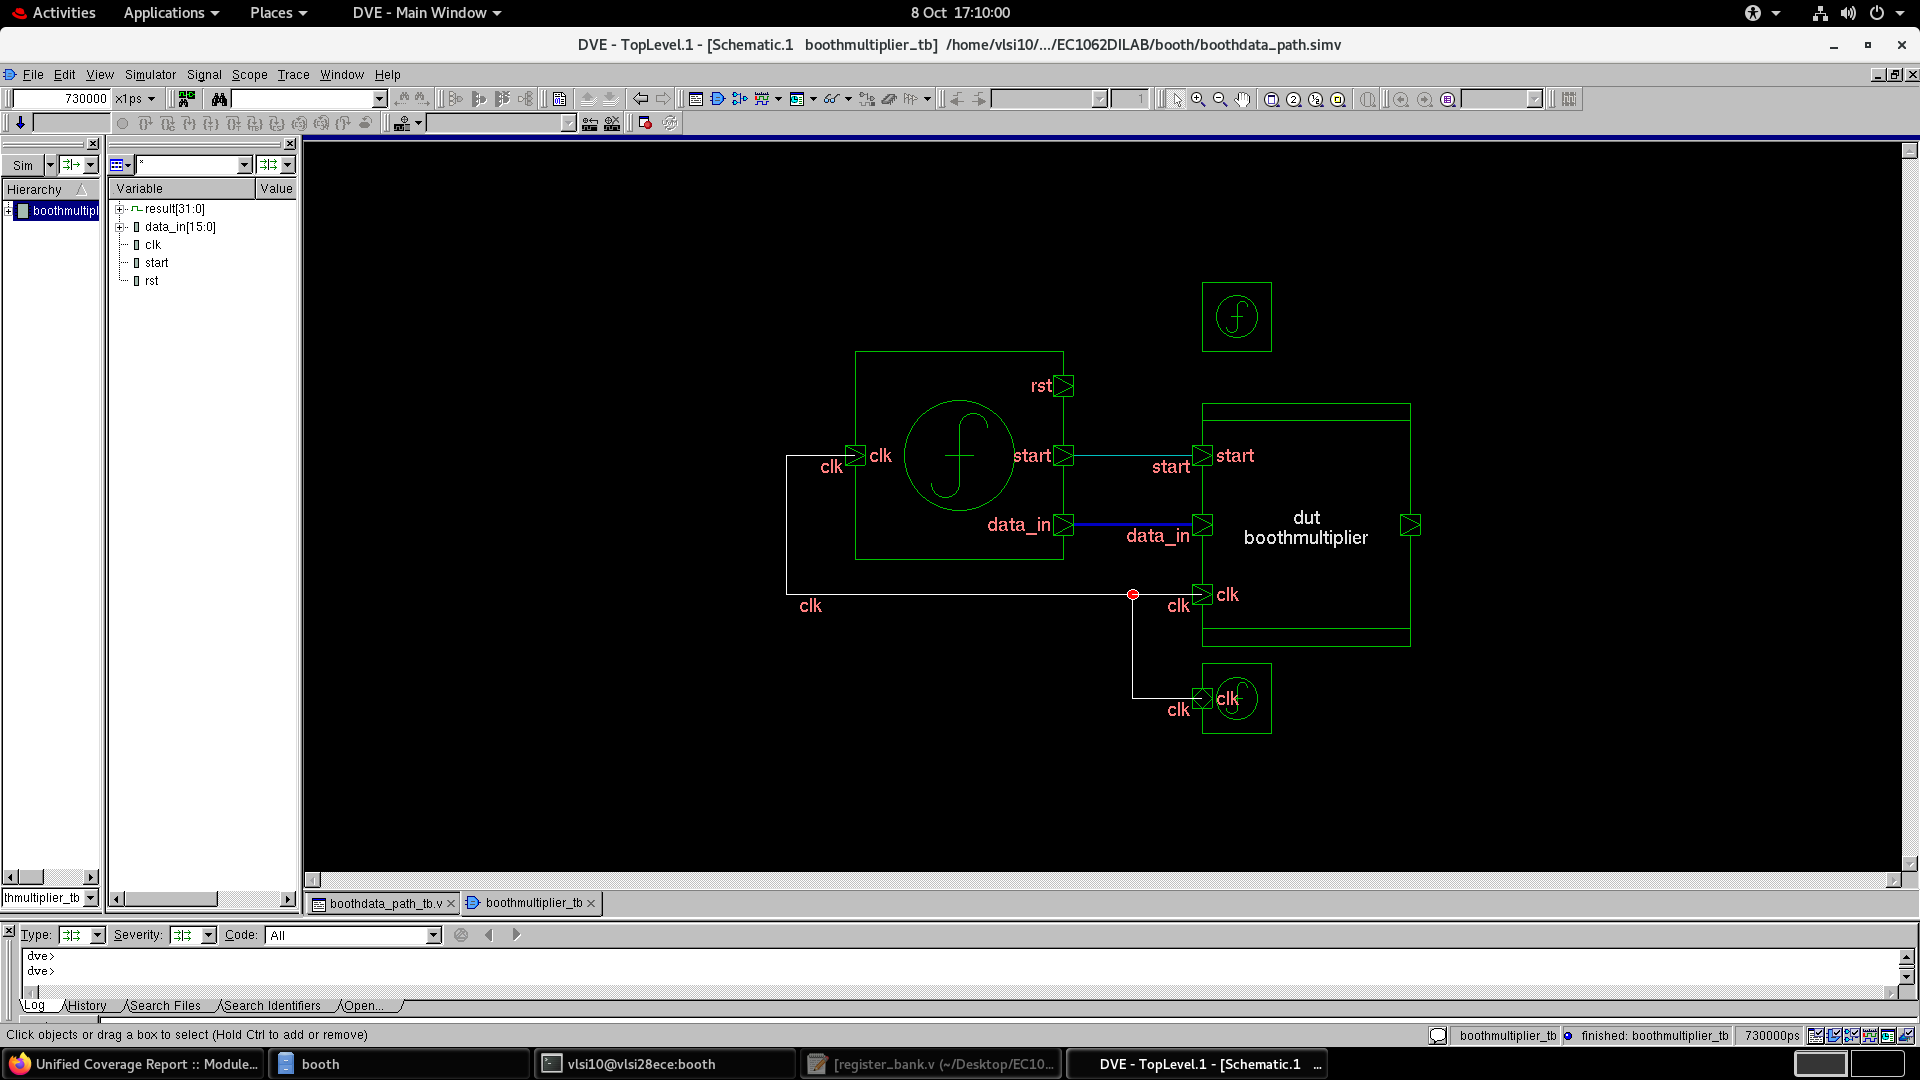 Activities Applications Places DVE - Main Window 8 Oct 17:10:00
DVE - TopLevel.1 - [Schematic.1 boothmultiplier_tb] /home/vlsi10/.../EC1062DILAB/booth/boothdata_path.simv
File Edit View Simulator Signal Scope Trace Window Help
730000 x1ps 1
Sim *
Hierarchy Variable Value
boothmultipl
result[31:0]
data_in[15:0]
clk
start
rst
rst
clk start start
clk start
data_in dut
data_in boothmultiplier
clk
clk clk
clk
clk
thmultiplier_tb
boothdata_path_tb.v boothmultiplier_tb
Type: Severity: Code: All
dve>
dve>
Log History Search Files Search Identifiers Open...
Click objects or drag a box to select (Hold Ctrl to add or remove) boothmultiplier_tb finished: boothmultiplier_tb 730000ps
Unified Coverage Report :: Module... booth vlsi10@vlsi28ece:booth [register_bank.v (~/Desktop/EC10... DVE - TopLevel.1 - [Schematic.1 ...